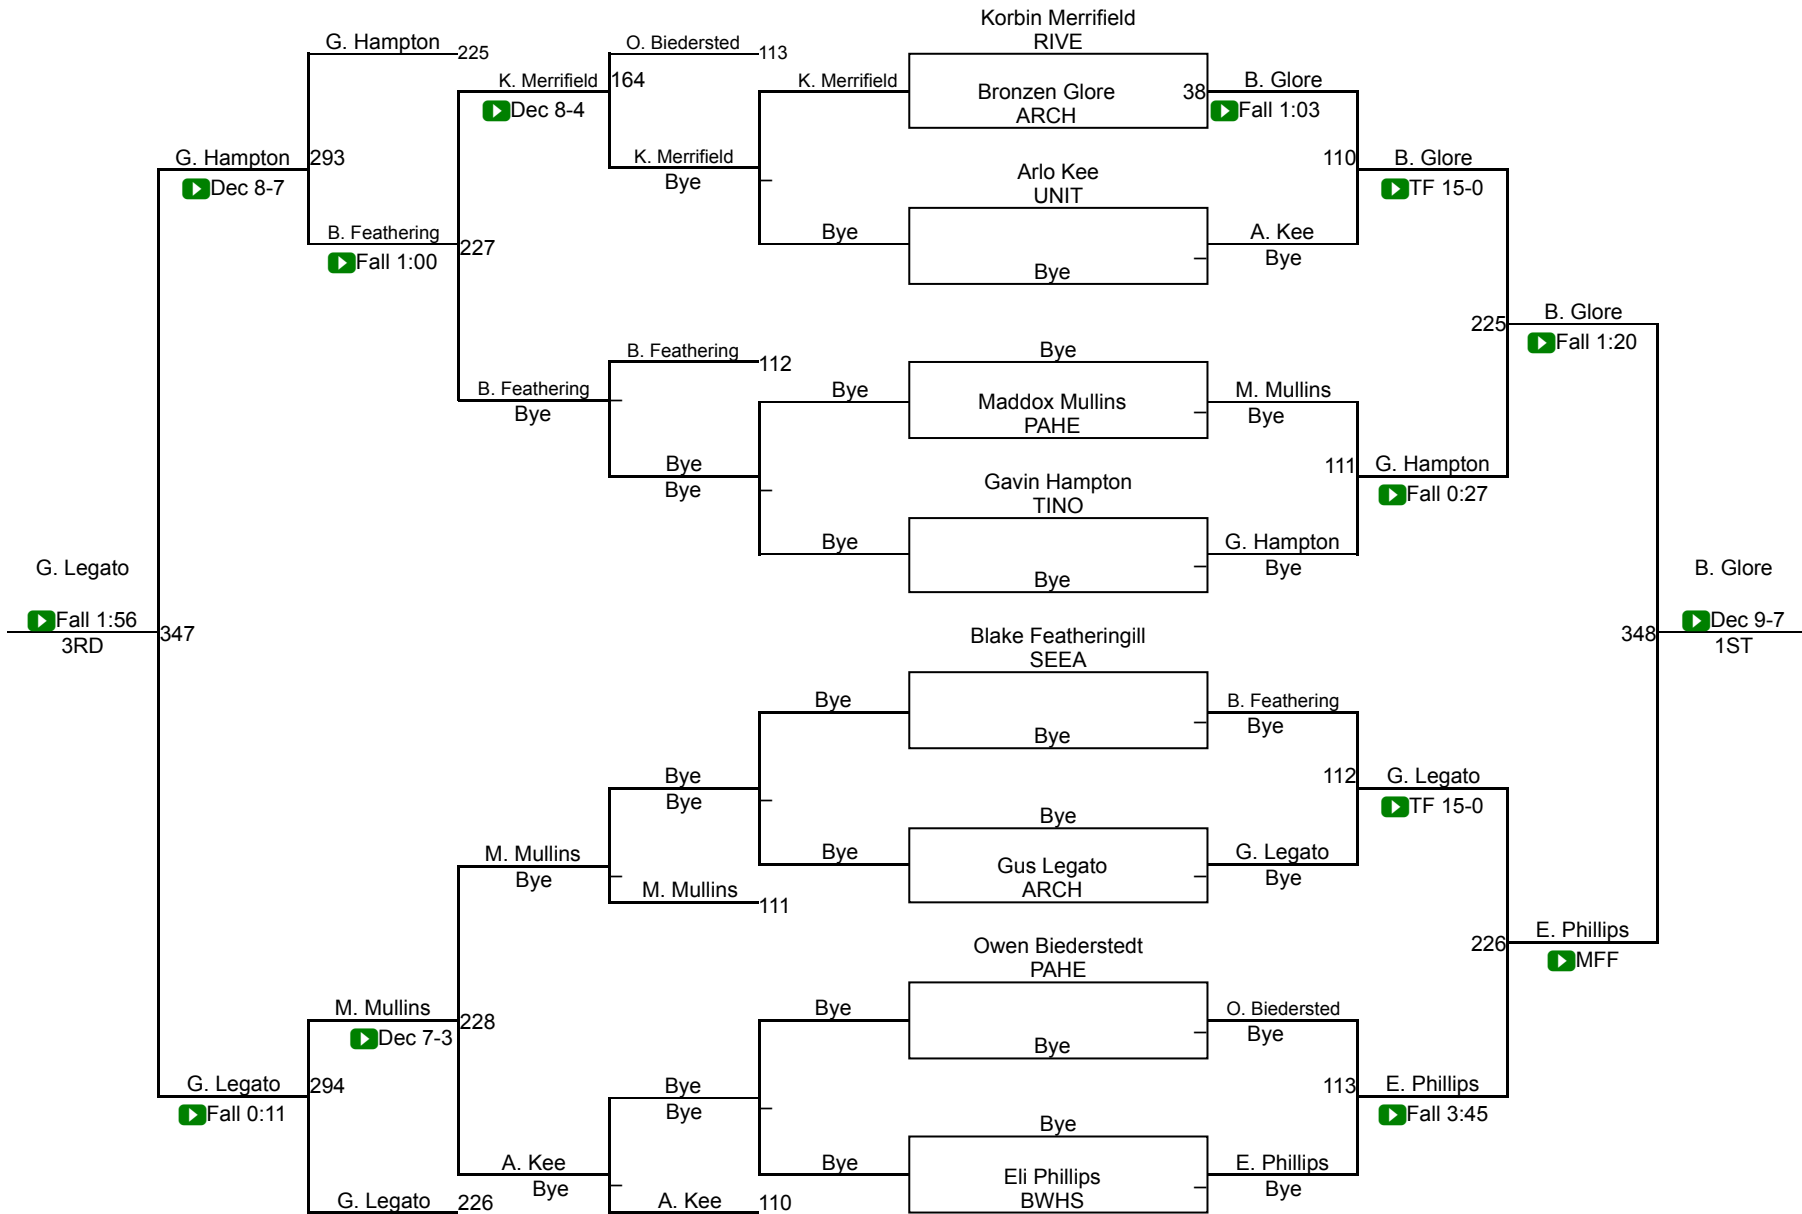 Korbin Merrifield
RIVE
G. Hampton
225
O. Biedersted
113
K. Merrifield
164
Dec 8-4
K. Merrifield
Bronzen Glore
ARCH
38
B. Glore
Fall 1:03
G. Hampton
293
Dec 8-7
K. Merrifield
Bye
Arlo Kee
UNIT
110
B. Glore
TF 15-0
B. Feathering
227
Fall 1:00
Bye
Bye
A. Kee
Bye
225
B. Glore
Fall 1:20
B. Feathering
112
Bye
B. Feathering
Bye
Bye
Maddox Mullins
PAHE
M. Mullins
Bye
Bye
Bye
Gavin Hampton
TINO
111
G. Hampton
Fall 0:27
Bye
Bye
G. Hampton
Bye
G. Legato
Fall 1:56
3RD
347
B. Glore
348
Dec 9-7
1ST
Blake Featheringill
SEEA
Bye
Bye
B. Feathering
Bye
Bye
Bye
112
G. Legato
TF 15-0
M. Mullins
Bye
Bye
Bye
Gus Legato
ARCH
G. Legato
Bye
M. Mullins
111
Owen Biederstedt
PAHE
226
E. Phillips
MFF
M. Mullins
228
Dec 7-3
Bye
Bye
O. Biedersted
Bye
G. Legato
294
Fall 0:11
Bye
Bye
113
E. Phillips
Fall 3:45
A. Kee
Bye
Bye
Bye
Eli Phillips
BWHS
E. Phillips
Bye
G. Legato
226
A. Kee
110